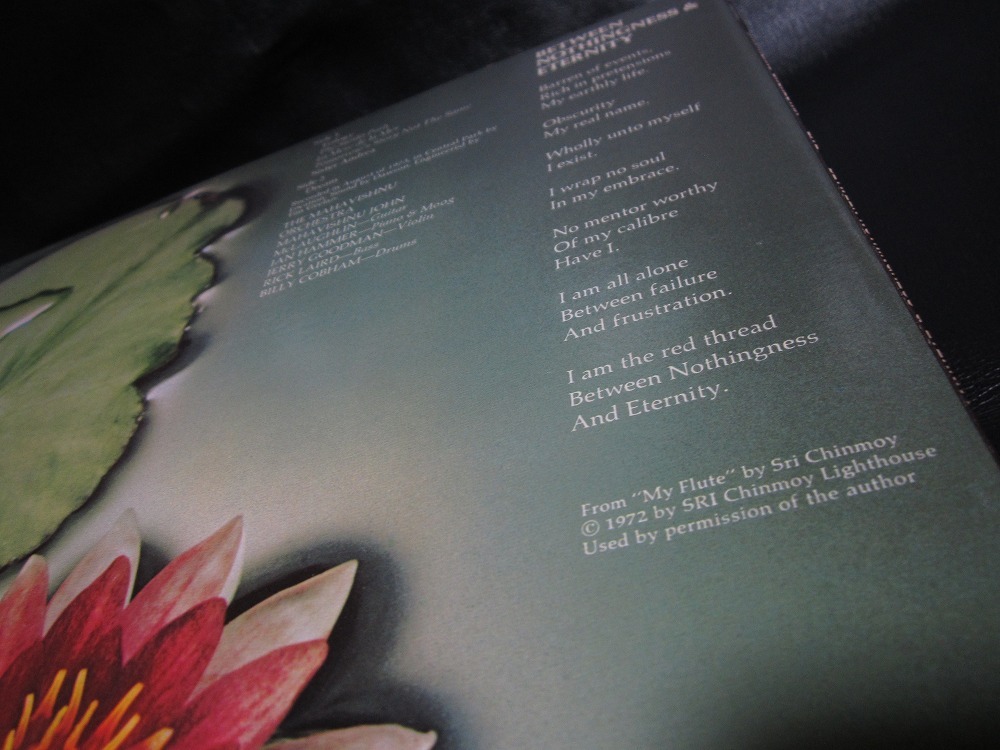 THE MAHAVISHNU
ORCHESTRA
MAHAVISHNU JOHN
McLAUGHLIN—Guitar
JAN HAMMER—Piano & Moog
JERRY GOODMAN—Violin
RICK LAIRD—Bass
BILLY COBHAM—Drums
BETWEEN
NOTHINGNESS &
ETERNITY
Barren of events,
Rich in pretensions
My earthly life.
Obscurity
My real name.
Wholly unto myself
I exist.
I wrap no soul
In my embrace.
No mentor worthy
Of my calibre
Have I.
I am all alone
Between failure
And frustration.
I am the red thread
Between Nothingness
And Eternity.
From "My Flute" by Sri Chinmoy
© 1972 by SRI Chinmoy Lighthouse
Used by permission of the author